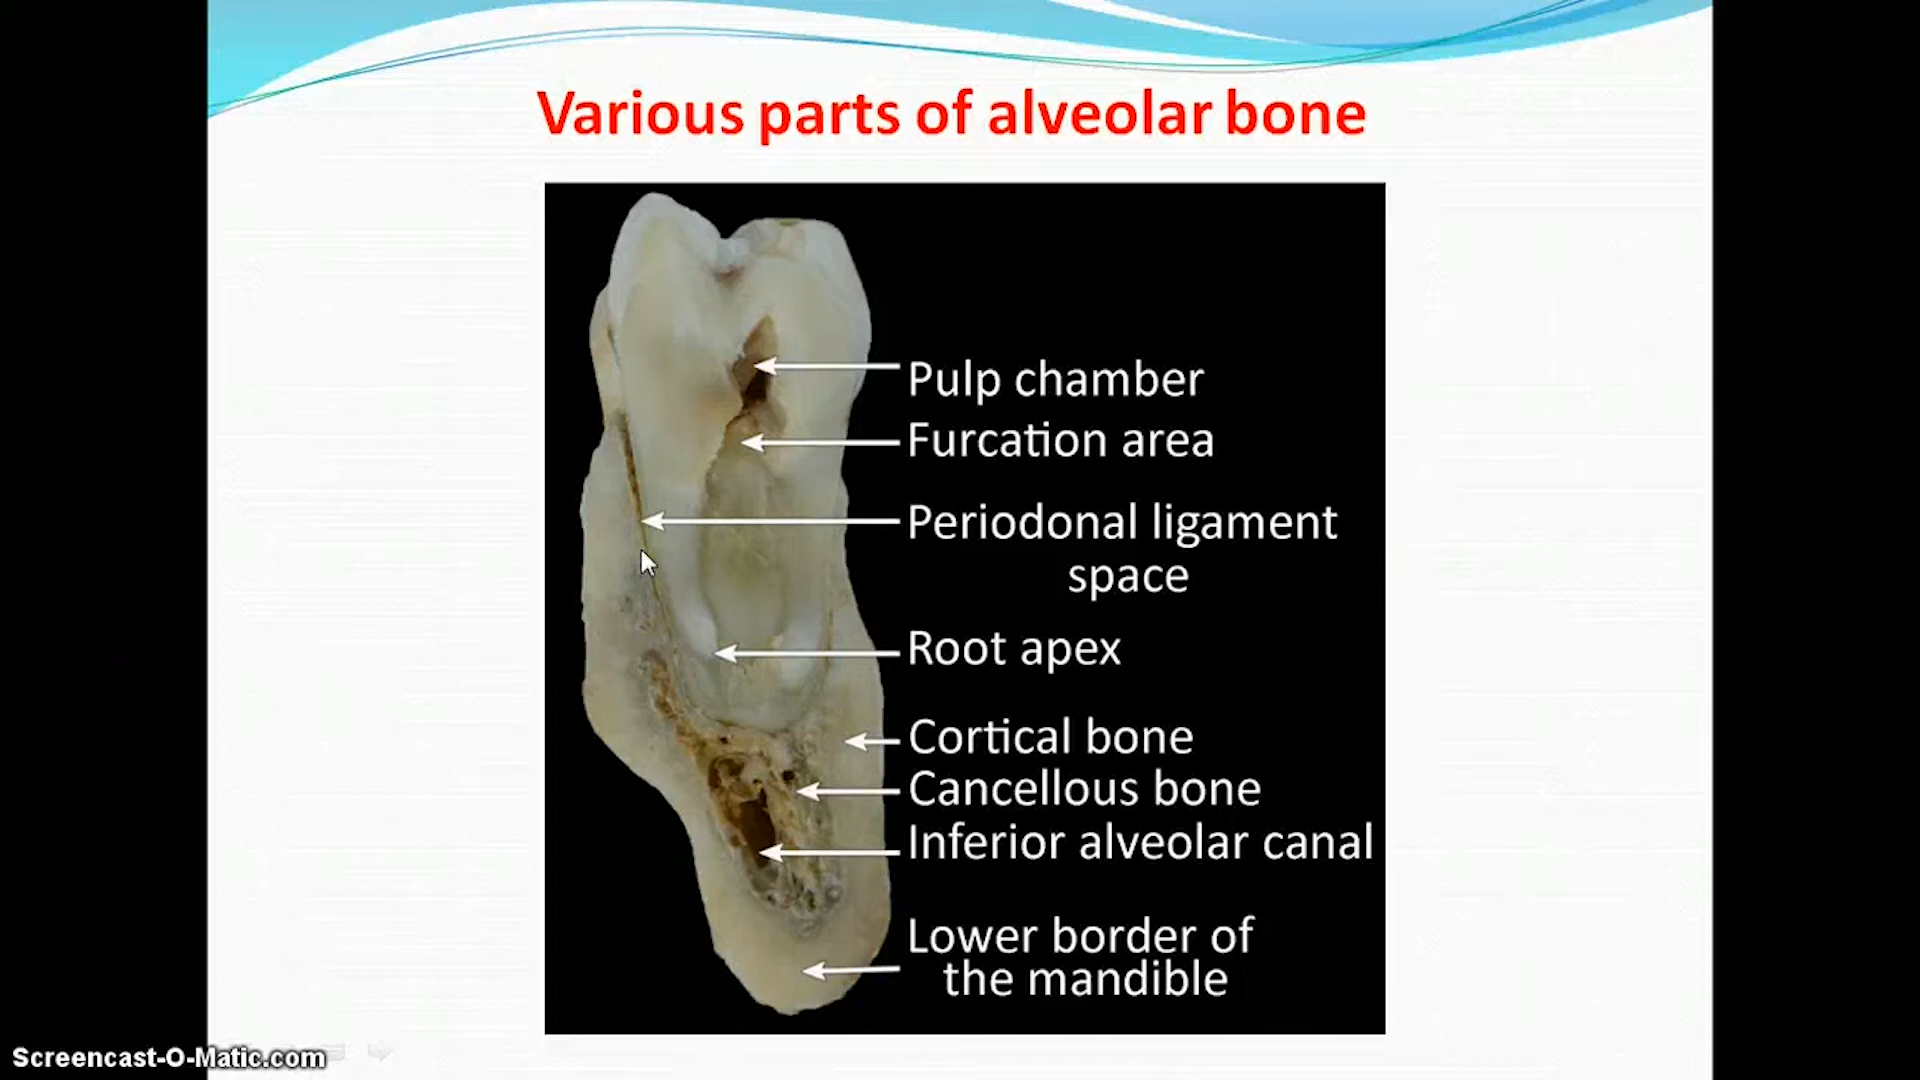 Various parts of alveolar bone
Pulp chamber
Furcation area
Periodonal ligament
space
Root apex
Cortical bone
Cancellous bone
Inferior alveolar canal
Lower border of
the mandible
Screencast-O-Matic.com